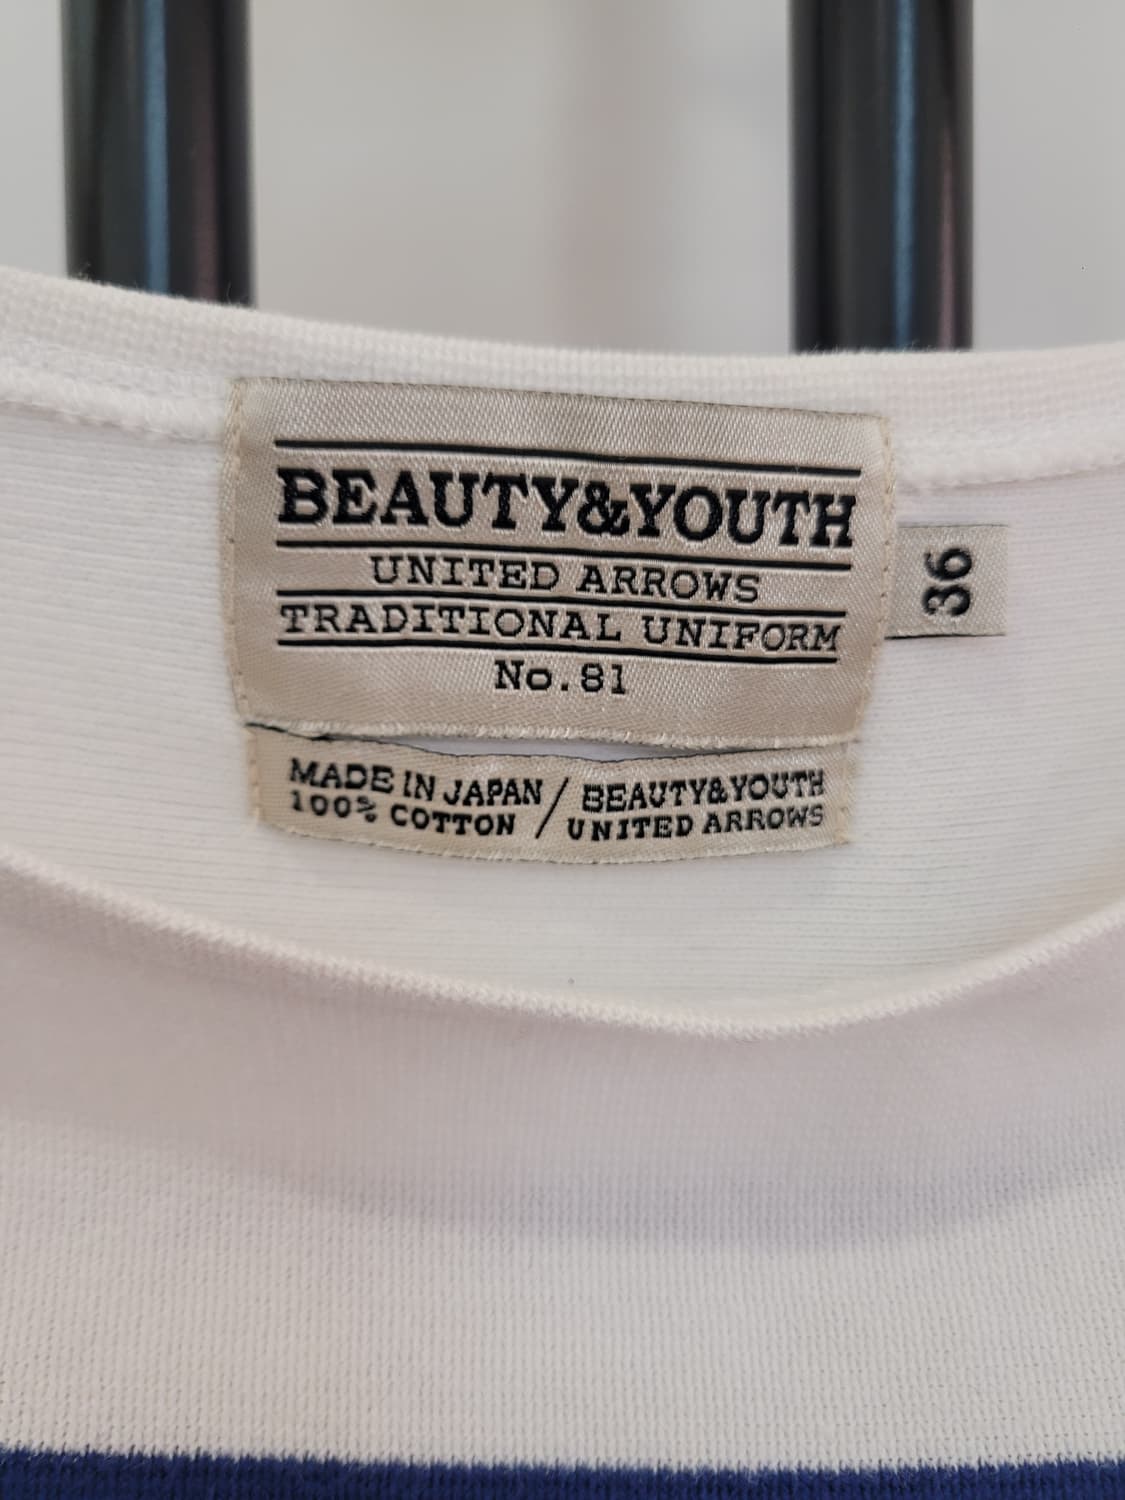 BEAUTY&YOUTH
UNITED ARROWS
TRADITIONAL UNIFORM
No.81
36
MADE IN JAPAN / BEAUTY&YOUTH
100% COTTON / UNITED ARROWS